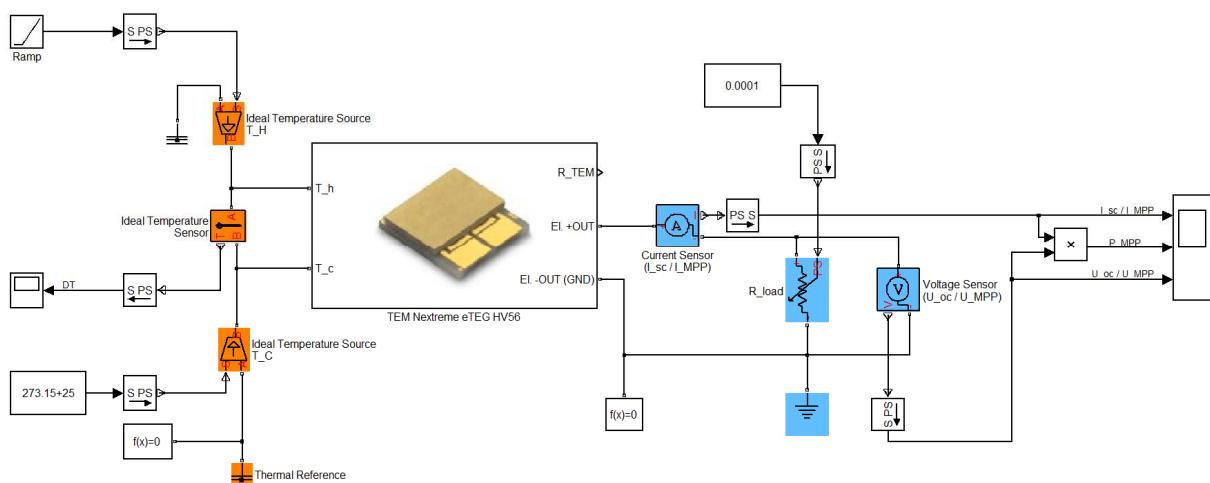 S PS
Ramp
0.0001
A
S
B
Ideal Temperature Source
T_H
PS S
R_TEM
T_h
Ideal Temperature
Sensor
A
T
B
El. +OUT
A
PS S
I_sc / I_MPP
×
P_MPP
Current Sensor
(I_sc / I_MPP)
T_c
El. -OUT (GND)
PS
R_load
V
V
Voltage Sensor
(U_oc / U_MPP)
U_oc / U_MPP
DT
S PS
TEM Nextreme eTEG HV56
B
S
A
Ideal Temperature Source
T_C
273.15+25
S PS
f(x)=0
f(x)=0
S PS
Thermal Reference